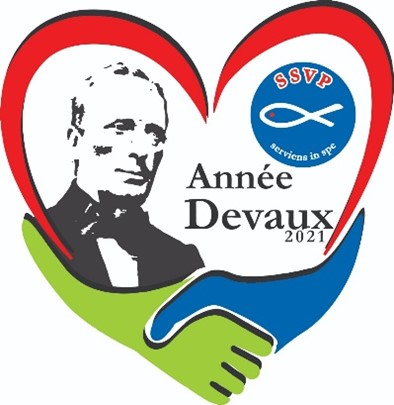 SSVP
serviens in spe
Année
Devaux
2021